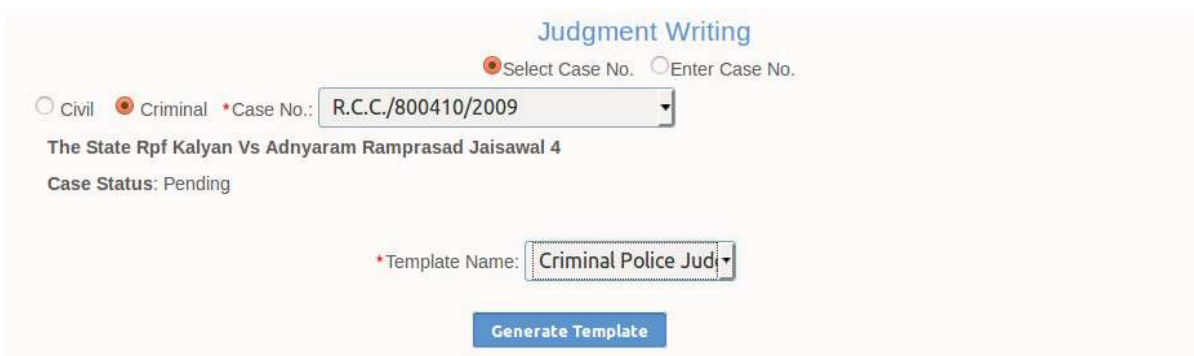 Judgment Writing
Select Case No. Enter Case No.
Civil Criminal *Case No.: R.C.C./800410/2009
The State Rpf Kalyan Vs Adnyaram Ramprasad Jaisawal 4
Case Status: Pending
*Template Name: Criminal Police Jud
Generate Template